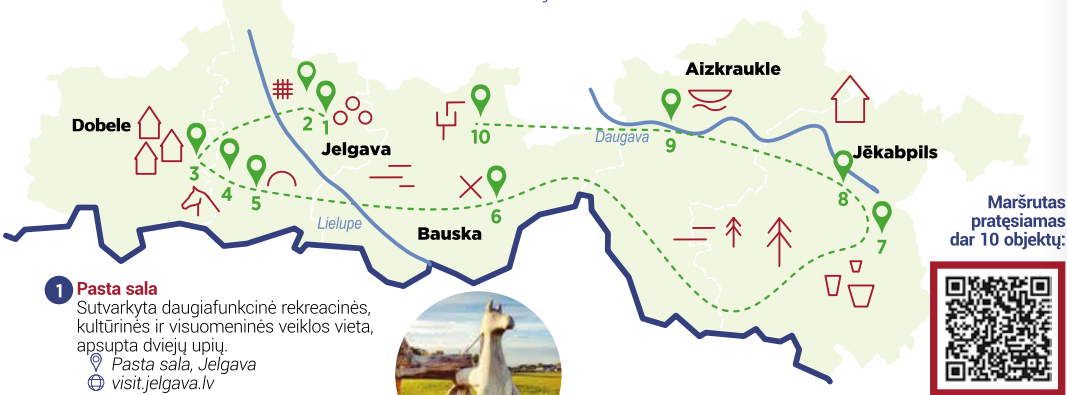 Aizkraukle
Dobele
2
1
10
Daugava
9
Jelgava
Jēkabpils
3
4
5
6
8
Lielupe
Bauska
7
Maršrutas
pratęsiamas
dar 10 objektų:
1 Pasta sala
Sutvarkyta daugiafunkcinė rekreacinės,
kultūrinės ir visuomeninės veiklos vieta,
apsupta dviejų upių.
Pasta sala, Jelgava
visit.jelgava.lv